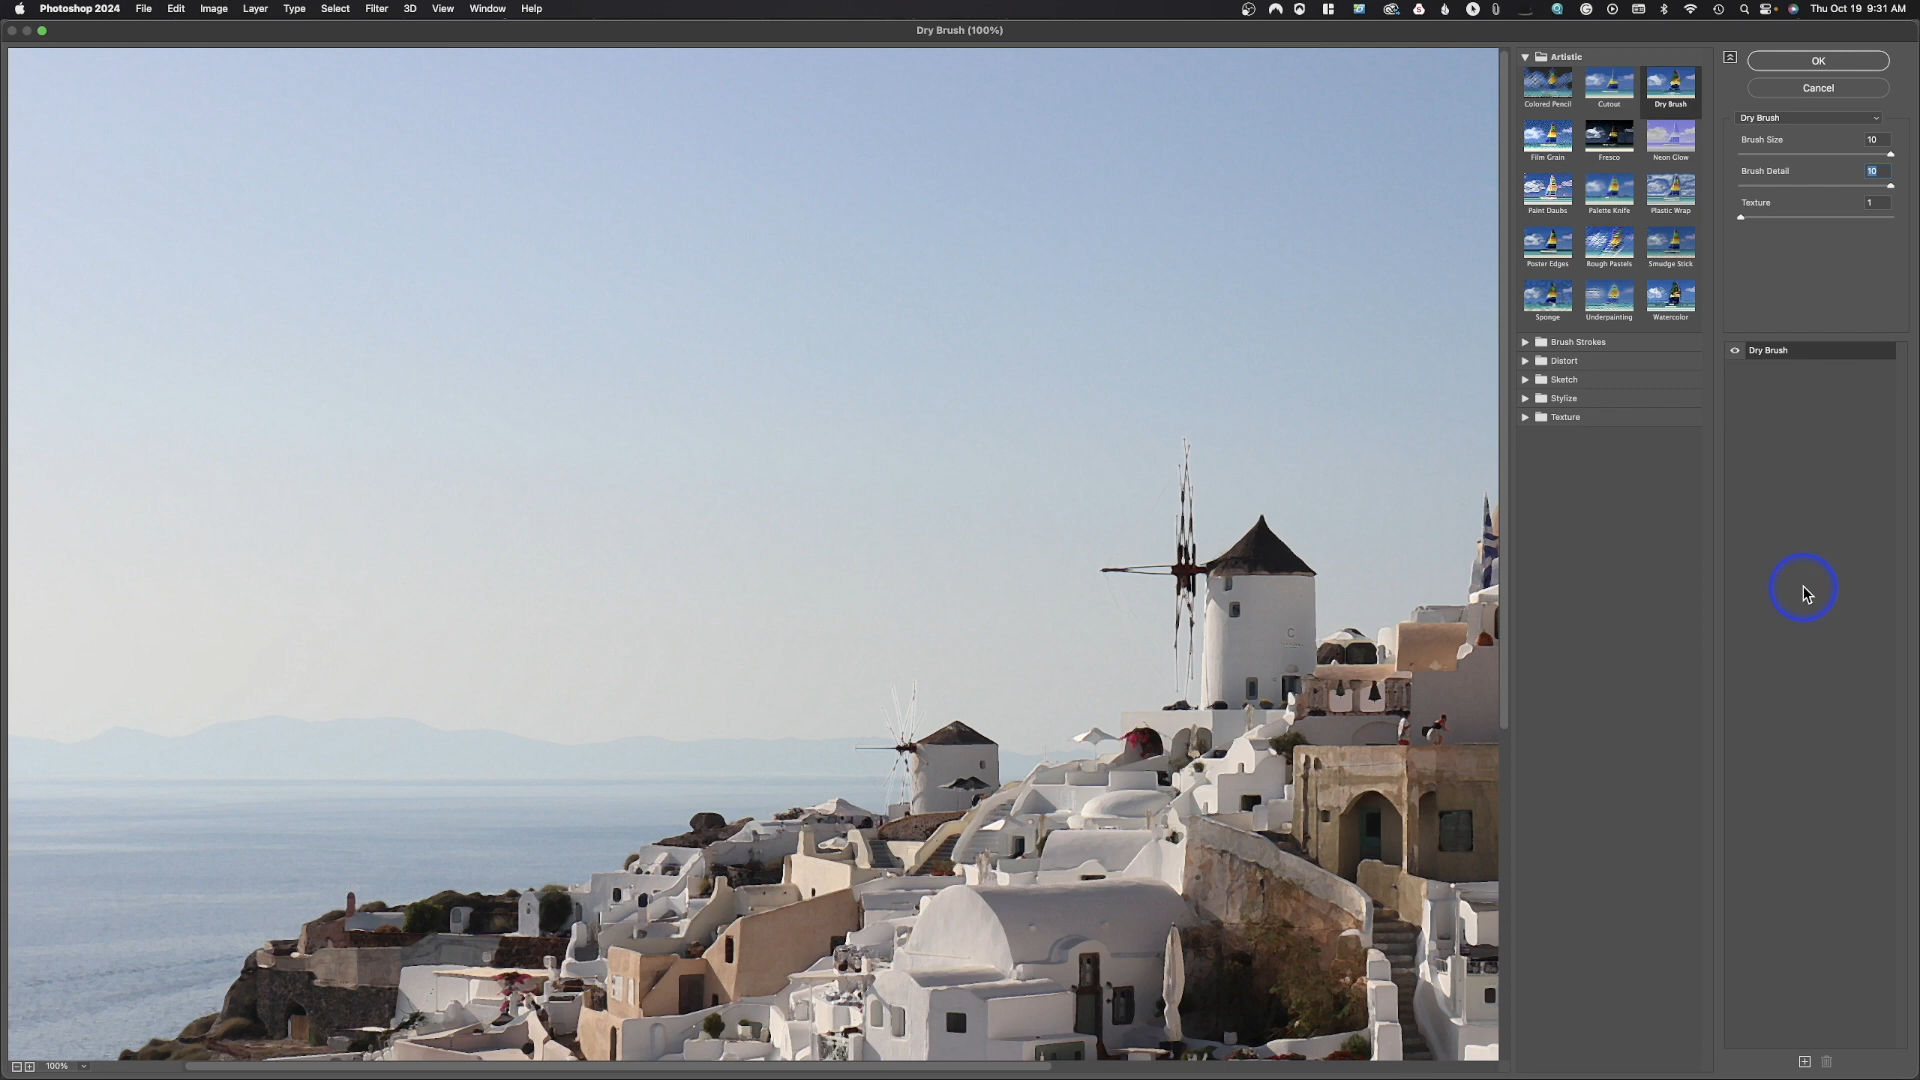 Photoshop 2024 File Edit Image Layer Type Select Filter 3D View Window Help Thu Oct 19 9:31 AM
Dry Brush (100%)
Artistic
Colored Pencil Cutout Dry Brush
Film Grain Fresco Neon Glow
Paint Daubs Palette Knife Plastic Wrap
Poster Edges Rough Pastels Smudge Stick
Sponge Underpainting Watercolor
Brush Strokes
Distort
Sketch
Stylize
Texture
OK
Cancel
Dry Brush
Brush Size 10
Brush Detail 10
Texture 1
Dry Brush
100%